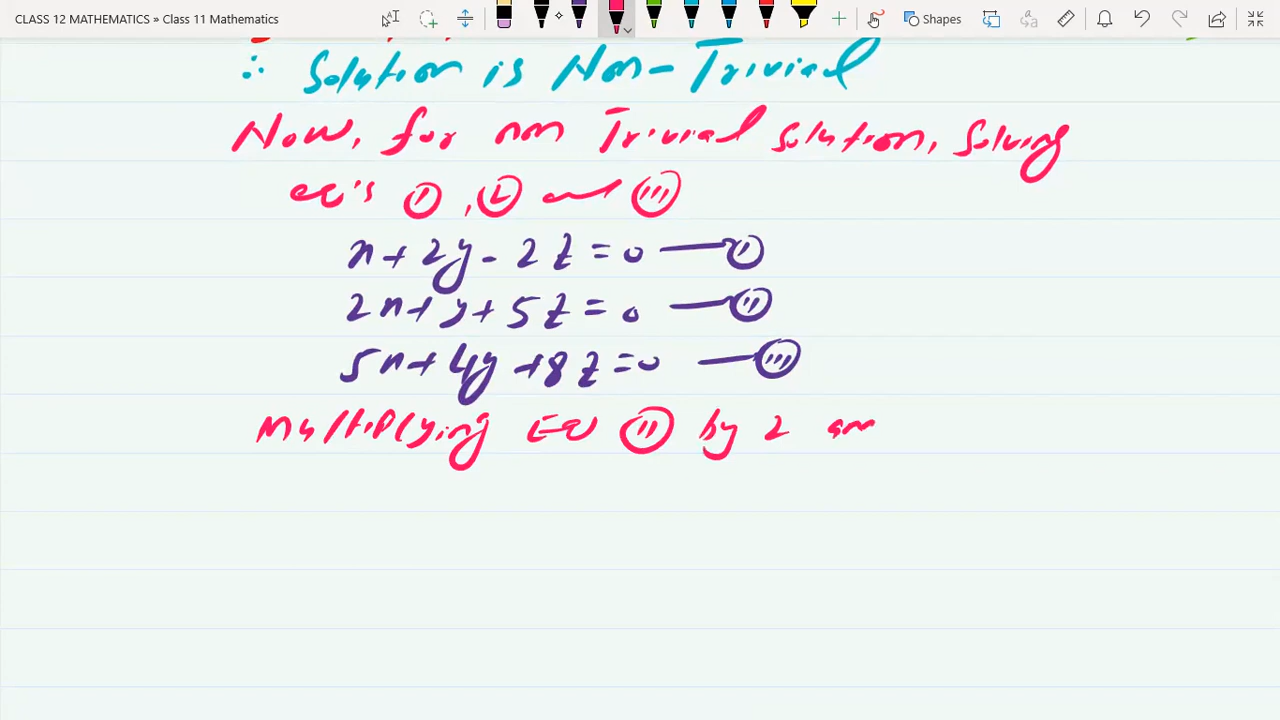 CLASS 12 MATHEMATICS » Class 11 Mathematics
Shapes
∴ Solution is Non-Trivial
Now, for non Trivial solution, Solving
eq's (I), (II) and (III)
x + 2y - 2z = 0 — (I)
2x + y + 5z = 0 — (II)
5x + 4y + 8z = 0 — (III)
Multiplying Eq (II) by 2 an